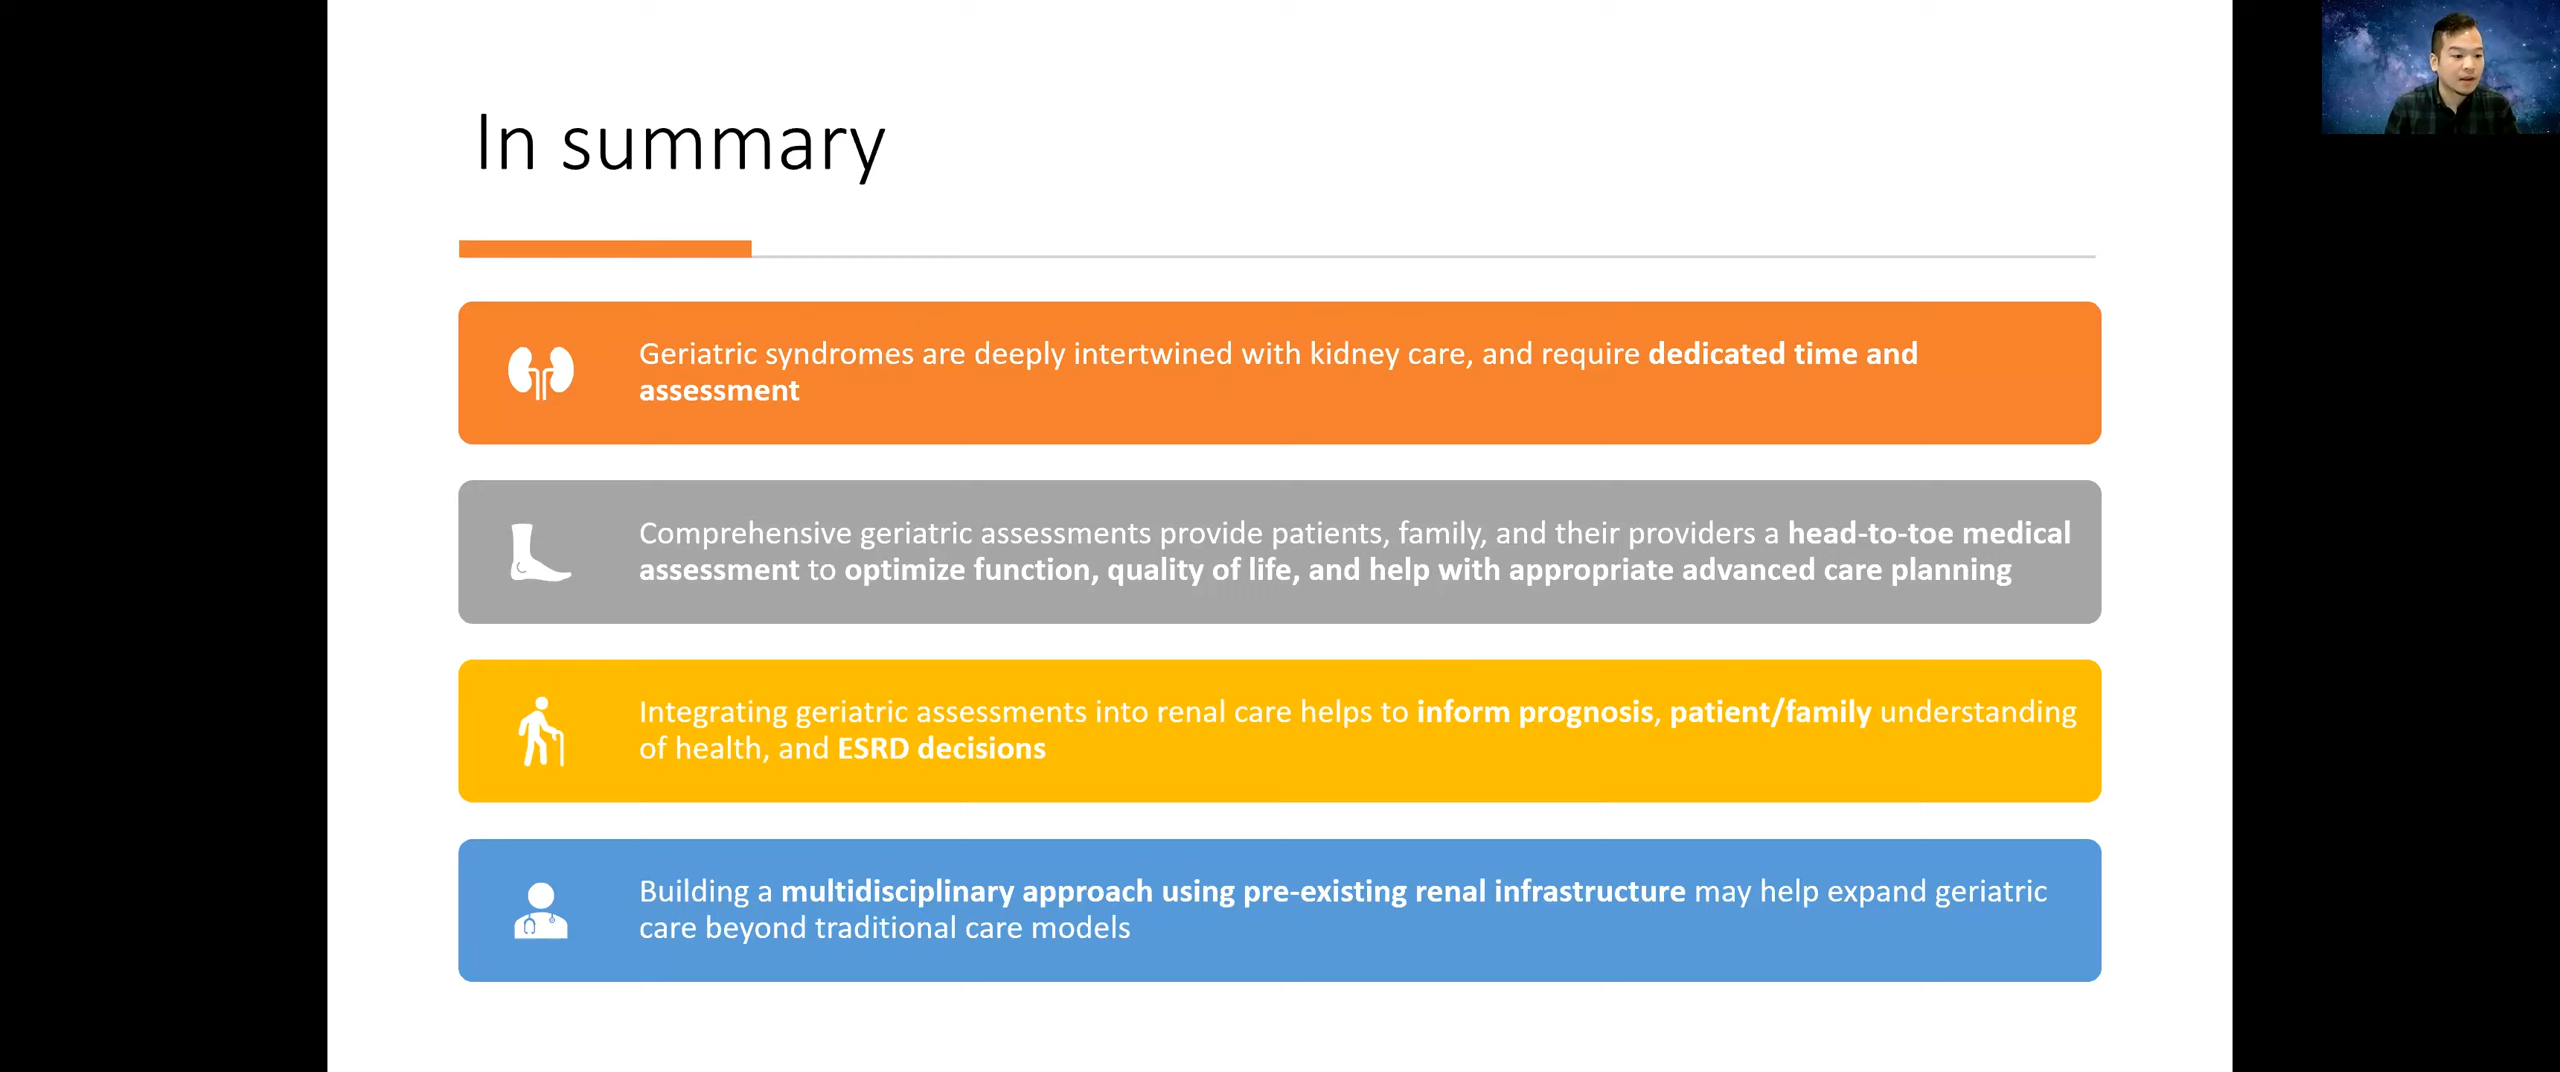 In summary
Geriatric syndromes are deeply intertwined with kidney care, and require dedicated time and
assessment
Comprehensive geriatric assessments provide patients, family, and their providers a head-to-toe medical
assessment to optimize function, quality of life, and help with appropriate advanced care planning
Integrating geriatric assessments into renal care helps to inform prognosis, patient/family understanding
of health, and ESRD decisions
Building a multidisciplinary approach using pre-existing renal infrastructure may help expand geriatric
care beyond traditional care models